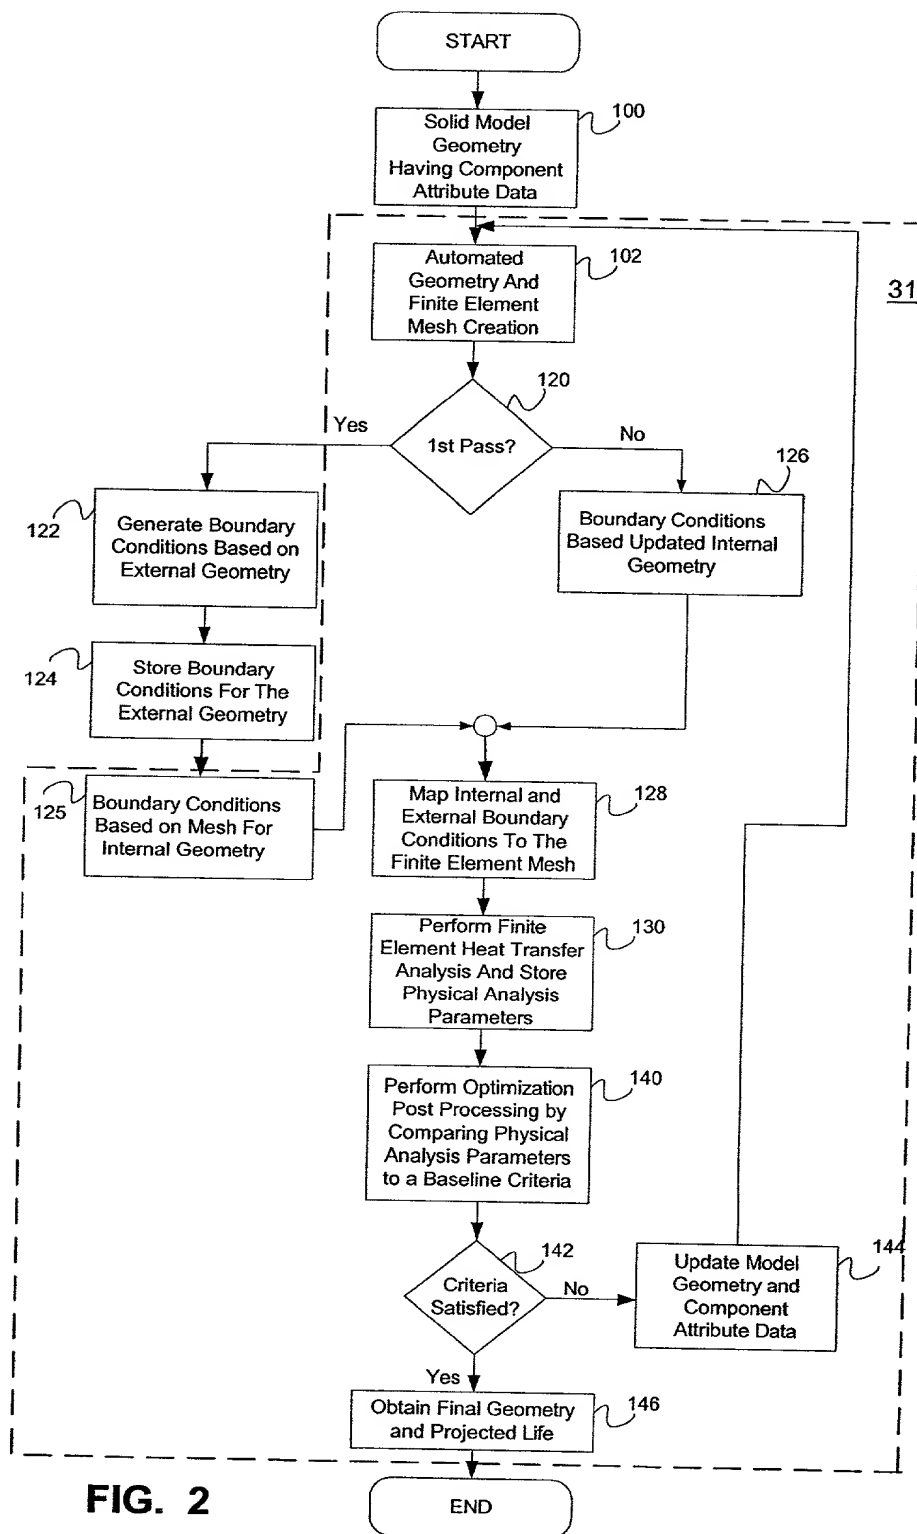 START
100
Solid Model
Geometry
Having Component
Attribute Data
102
Automated
Geometry And
Finite Element
Mesh Creation
31
120
1st Pass?
Yes
No
122
Generate Boundary
Conditions Based on
External Geometry
126
Boundary Conditions
Based Updated Internal
Geometry
124
Store Boundary
Conditions For The
External Geometry
125
Boundary Conditions
Based on Mesh For
Internal Geometry
128
Map Internal and
External Boundary
Conditions To The
Finite Element Mesh
130
Perform Finite
Element Heat Transfer
Analysis And Store
Physical Analysis
Parameters
140
Perform Optimization
Post Processing by
Comparing Physical
Analysis Parameters
to a Baseline Criteria
142
Criteria
Satisfied?
No
144
Update Model
Geometry and
Component
Attribute Data
Yes
146
Obtain Final Geometry
and Projected Life
END
FIG. 2